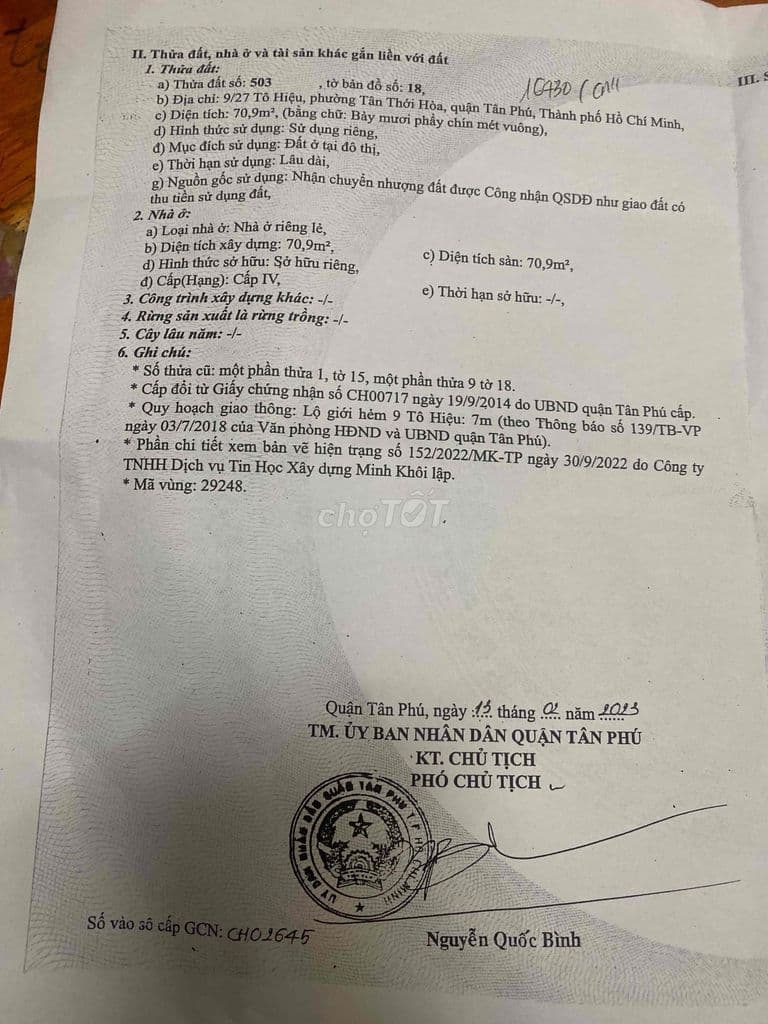 II. Thửa đất, nhà ở và tài sản khác gắn liền với đất
III. S
1. Thửa đất:
a) Thửa đất số: 503 , tờ bản đồ số: 18,
b) Địa chỉ: 9/27 Tô Hiệu, phường Tân Thới Hòa, quận Tân Phú, Thành phố Hồ Chí Minh,
c) Diện tích: 70,9m², (bằng chữ: Bảy mươi phẩy chín mét vuông),
d) Hình thức sử dụng: Sử dụng riêng,
đ) Mục đích sử dụng: Đất ở tại đô thị,
e) Thời hạn sử dụng: Lâu dài,
g) Nguồn gốc sử dụng: Nhận chuyển nhượng đất được Công nhận QSDĐ như giao đất có
thu tiền sử dụng đất,
2. Nhà ở:
a) Loại nhà ở: Nhà ở riêng lẻ,
b) Diện tích xây dựng: 70,9m²,
c) Diện tích sàn: 70,9m²,
d) Hình thức sở hữu: Sở hữu riêng,
đ) Cấp(Hạng): Cấp IV,
e) Thời hạn sở hữu: -/-,
3. Công trình xây dựng khác: -/-
4. Rừng sản xuất là rừng trồng: -/-
5. Cây lâu năm: -/-
6. Ghi chú:
* Số thửa cũ: một phần thửa 1, tờ 15, một phần thửa 9 tờ 18.
* Cấp đổi từ Giấy chứng nhận số CH00717 ngày 19/9/2014 do UBND quận Tân Phú cấp.
* Quy hoạch giao thông: Lộ giới hẻm 9 Tô Hiệu: 7m (theo Thông báo số 139/TB-VP
ngày 03/7/2018 của Văn phòng HĐND và UBND quận Tân Phú).
* Phần chi tiết xem bản vẽ hiện trạng số 152/2022/MK-TP ngày 30/9/2022 do Công ty
TNHH Dịch vụ Tin Học Xây dựng Minh Khôi lập.
* Mã vùng: 29248.
chợTỐT
Quận Tân Phú, ngày 13 tháng 02 năm 2023
TM. ỦY BAN NHÂN DÂN QUẬN TÂN PHÚ
KT. CHỦ TỊCH
PHÓ CHỦ TỊCH
ỦY BAN NHÂN DÂN QUẬN TÂN PHÚ T.P HỒ CHÍ MINH
Số vào sổ cấp GCN: CH02645
Nguyễn Quốc Bình